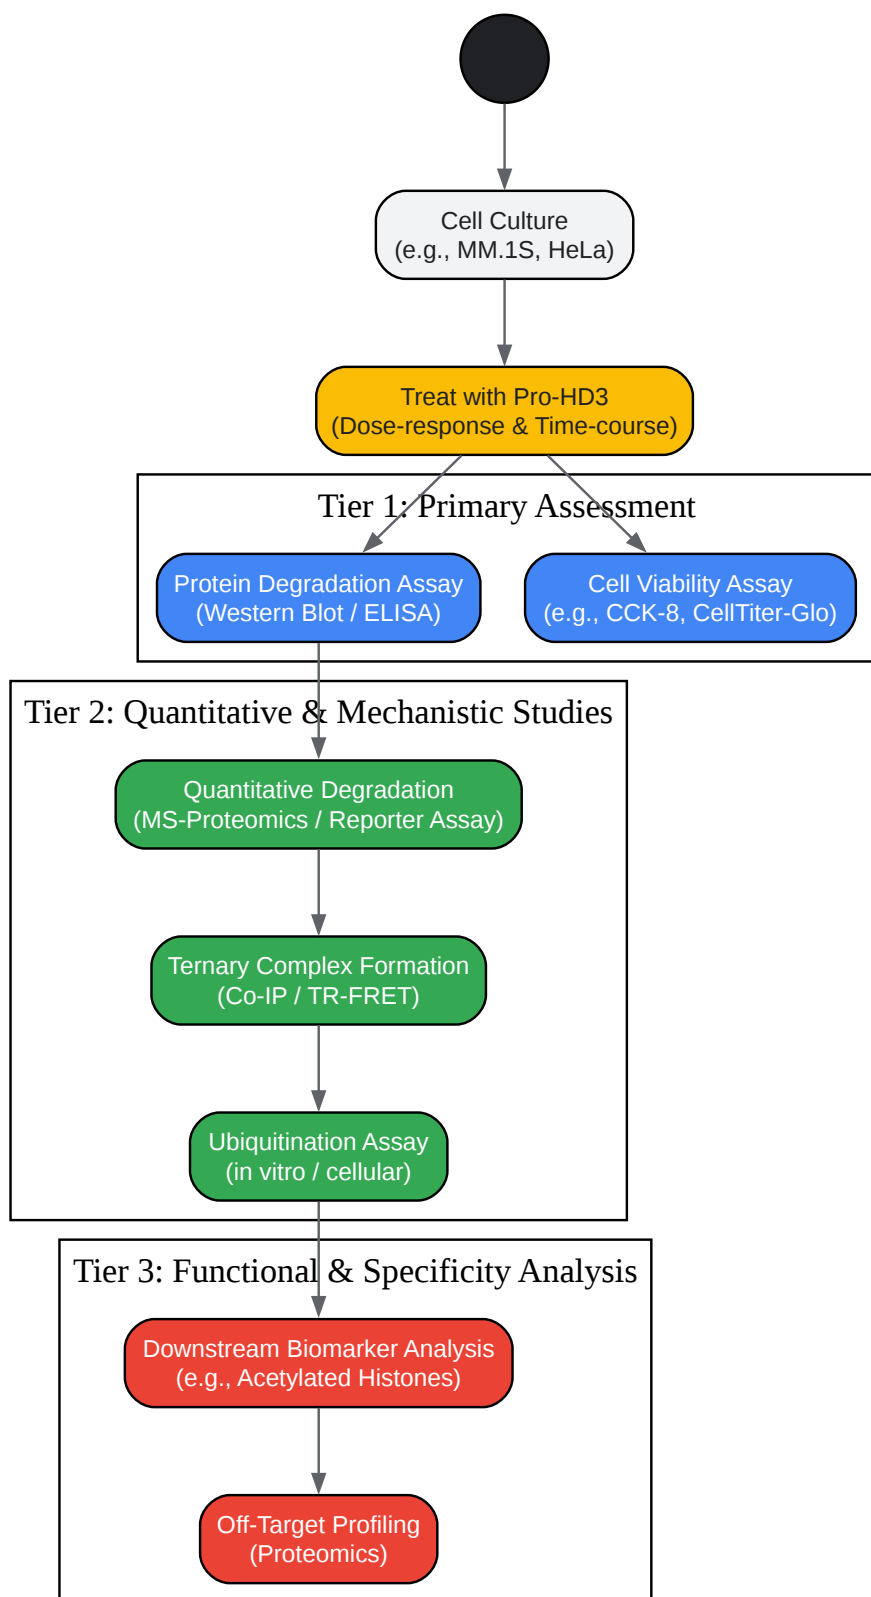 Cell Culture
(e.g., MM.1S, HeLa)
Treat with Pro-HD3
(Dose-response & Time-course)
Tier 1: Primary Assessment
Protein Degradation Assay
(Western Blot / ELISA)
Cell Viability Assay
(e.g., CCK-8, CellTiter-Glo)
Tier 2: Quantitative & Mechanistic Studies
Quantitative Degradation
(MS-Proteomics / Reporter Assay)
Ternary Complex Formation
(Co-IP / TR-FRET)
Ubiquitination Assay
(in vitro / cellular)
Tier 3: Functional & Specificity Analysis
Downstream Biomarker Analysis
(e.g., Acetylated Histones)
Off-Target Profiling
(Proteomics)